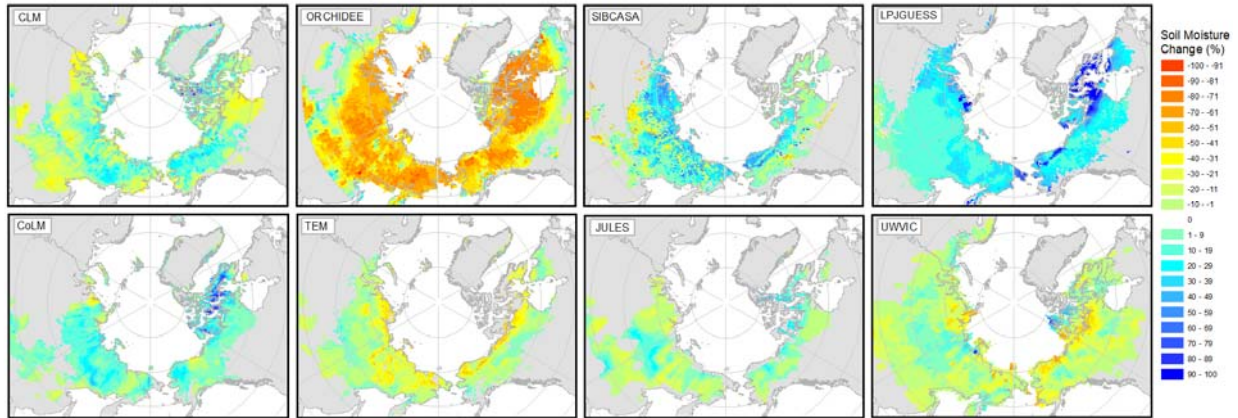 CLM
ORCHIDEE
SIBCASA
LPJGUESS
Soil Moisture
Change (%)
-100 - -91
-90 - -81
-80 - -71
-70 - -61
-60 - -51
-50 - -41
-40 - -31
-30 - -21
-20 - -11
-10 - -1
0
1 - 9
10 - 19
20 - 29
30 - 39
40 - 49
50 - 59
60 - 69
70 - 79
80 - 89
90 - 100
CoLM
TEM
JULES
UWVIC